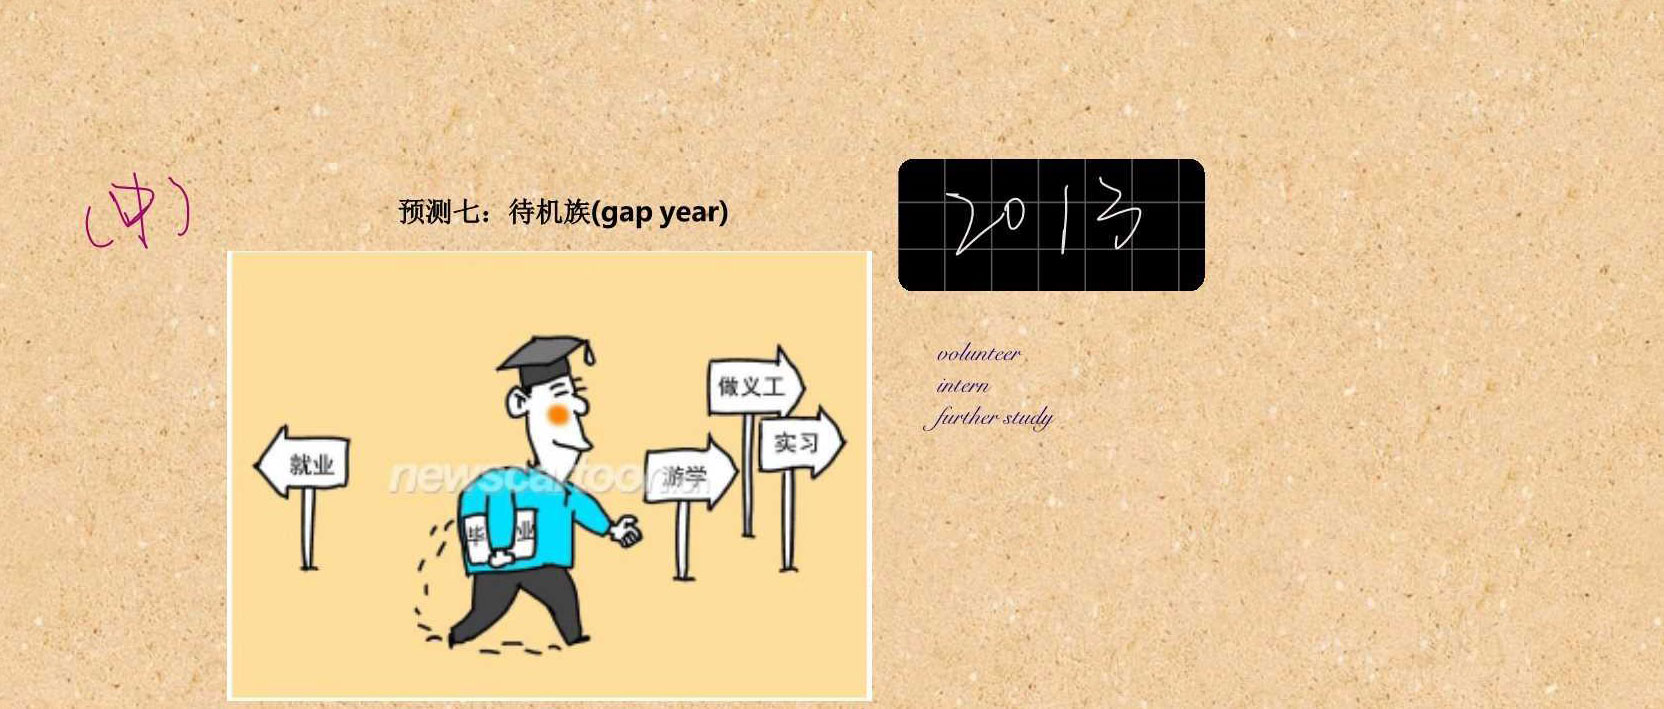 (中)
预测七：待机族(gap year)
2013
volunteer
intern
further study
做义工
实习
就业
游学
newscartoon
毕业